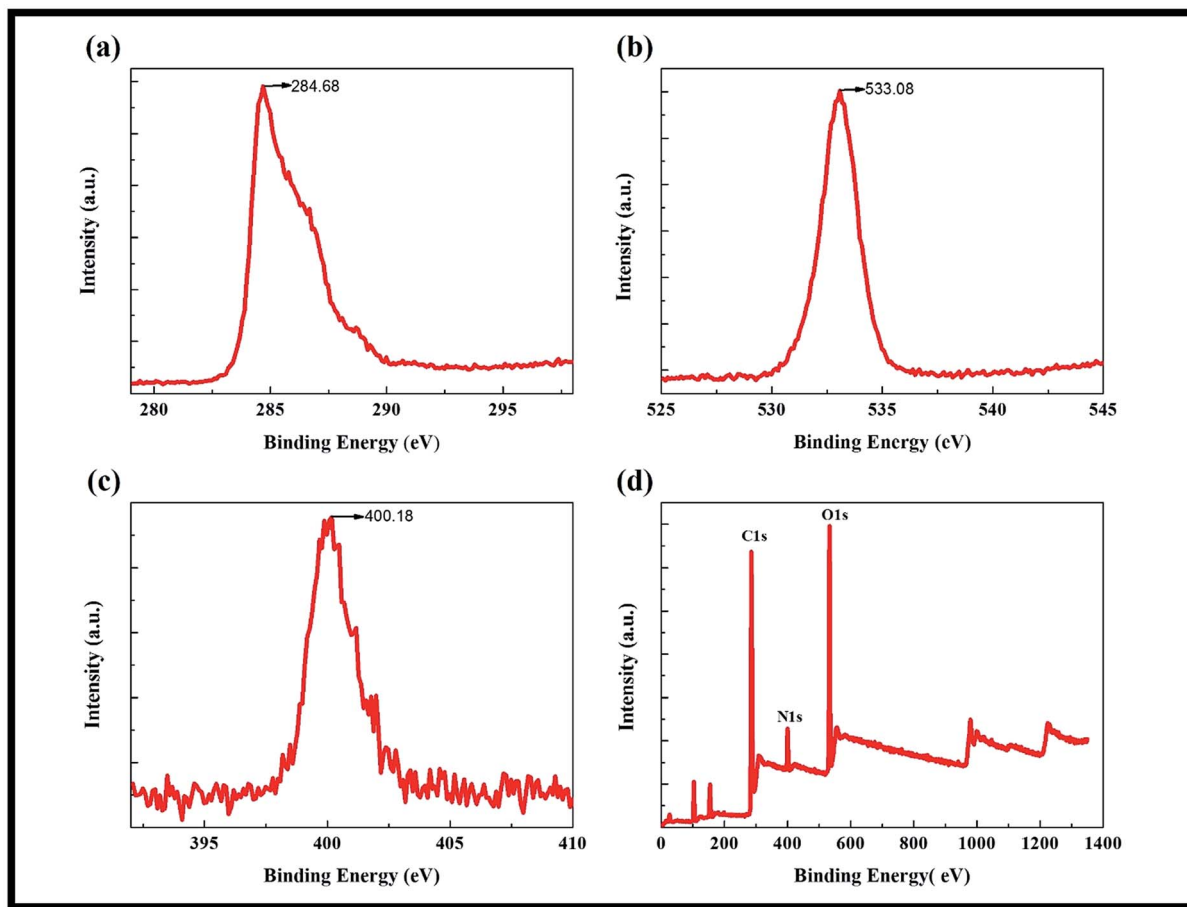 (a)
284.68
Intensity (a.u.)
280 285 290 295
Binding Energy (eV)
(b)
533.08
Intensity (a.u.)
525 530 535 540 545
Binding Energy (eV)
(c)
400.18
Intensity (a.u.)
395 400 405 410
Binding Energy (eV)
(d)
O1s
C1s
N1s
Intensity (a.u.)
0 200 400 600 800 1000 1200 1400
Binding Energy( eV)